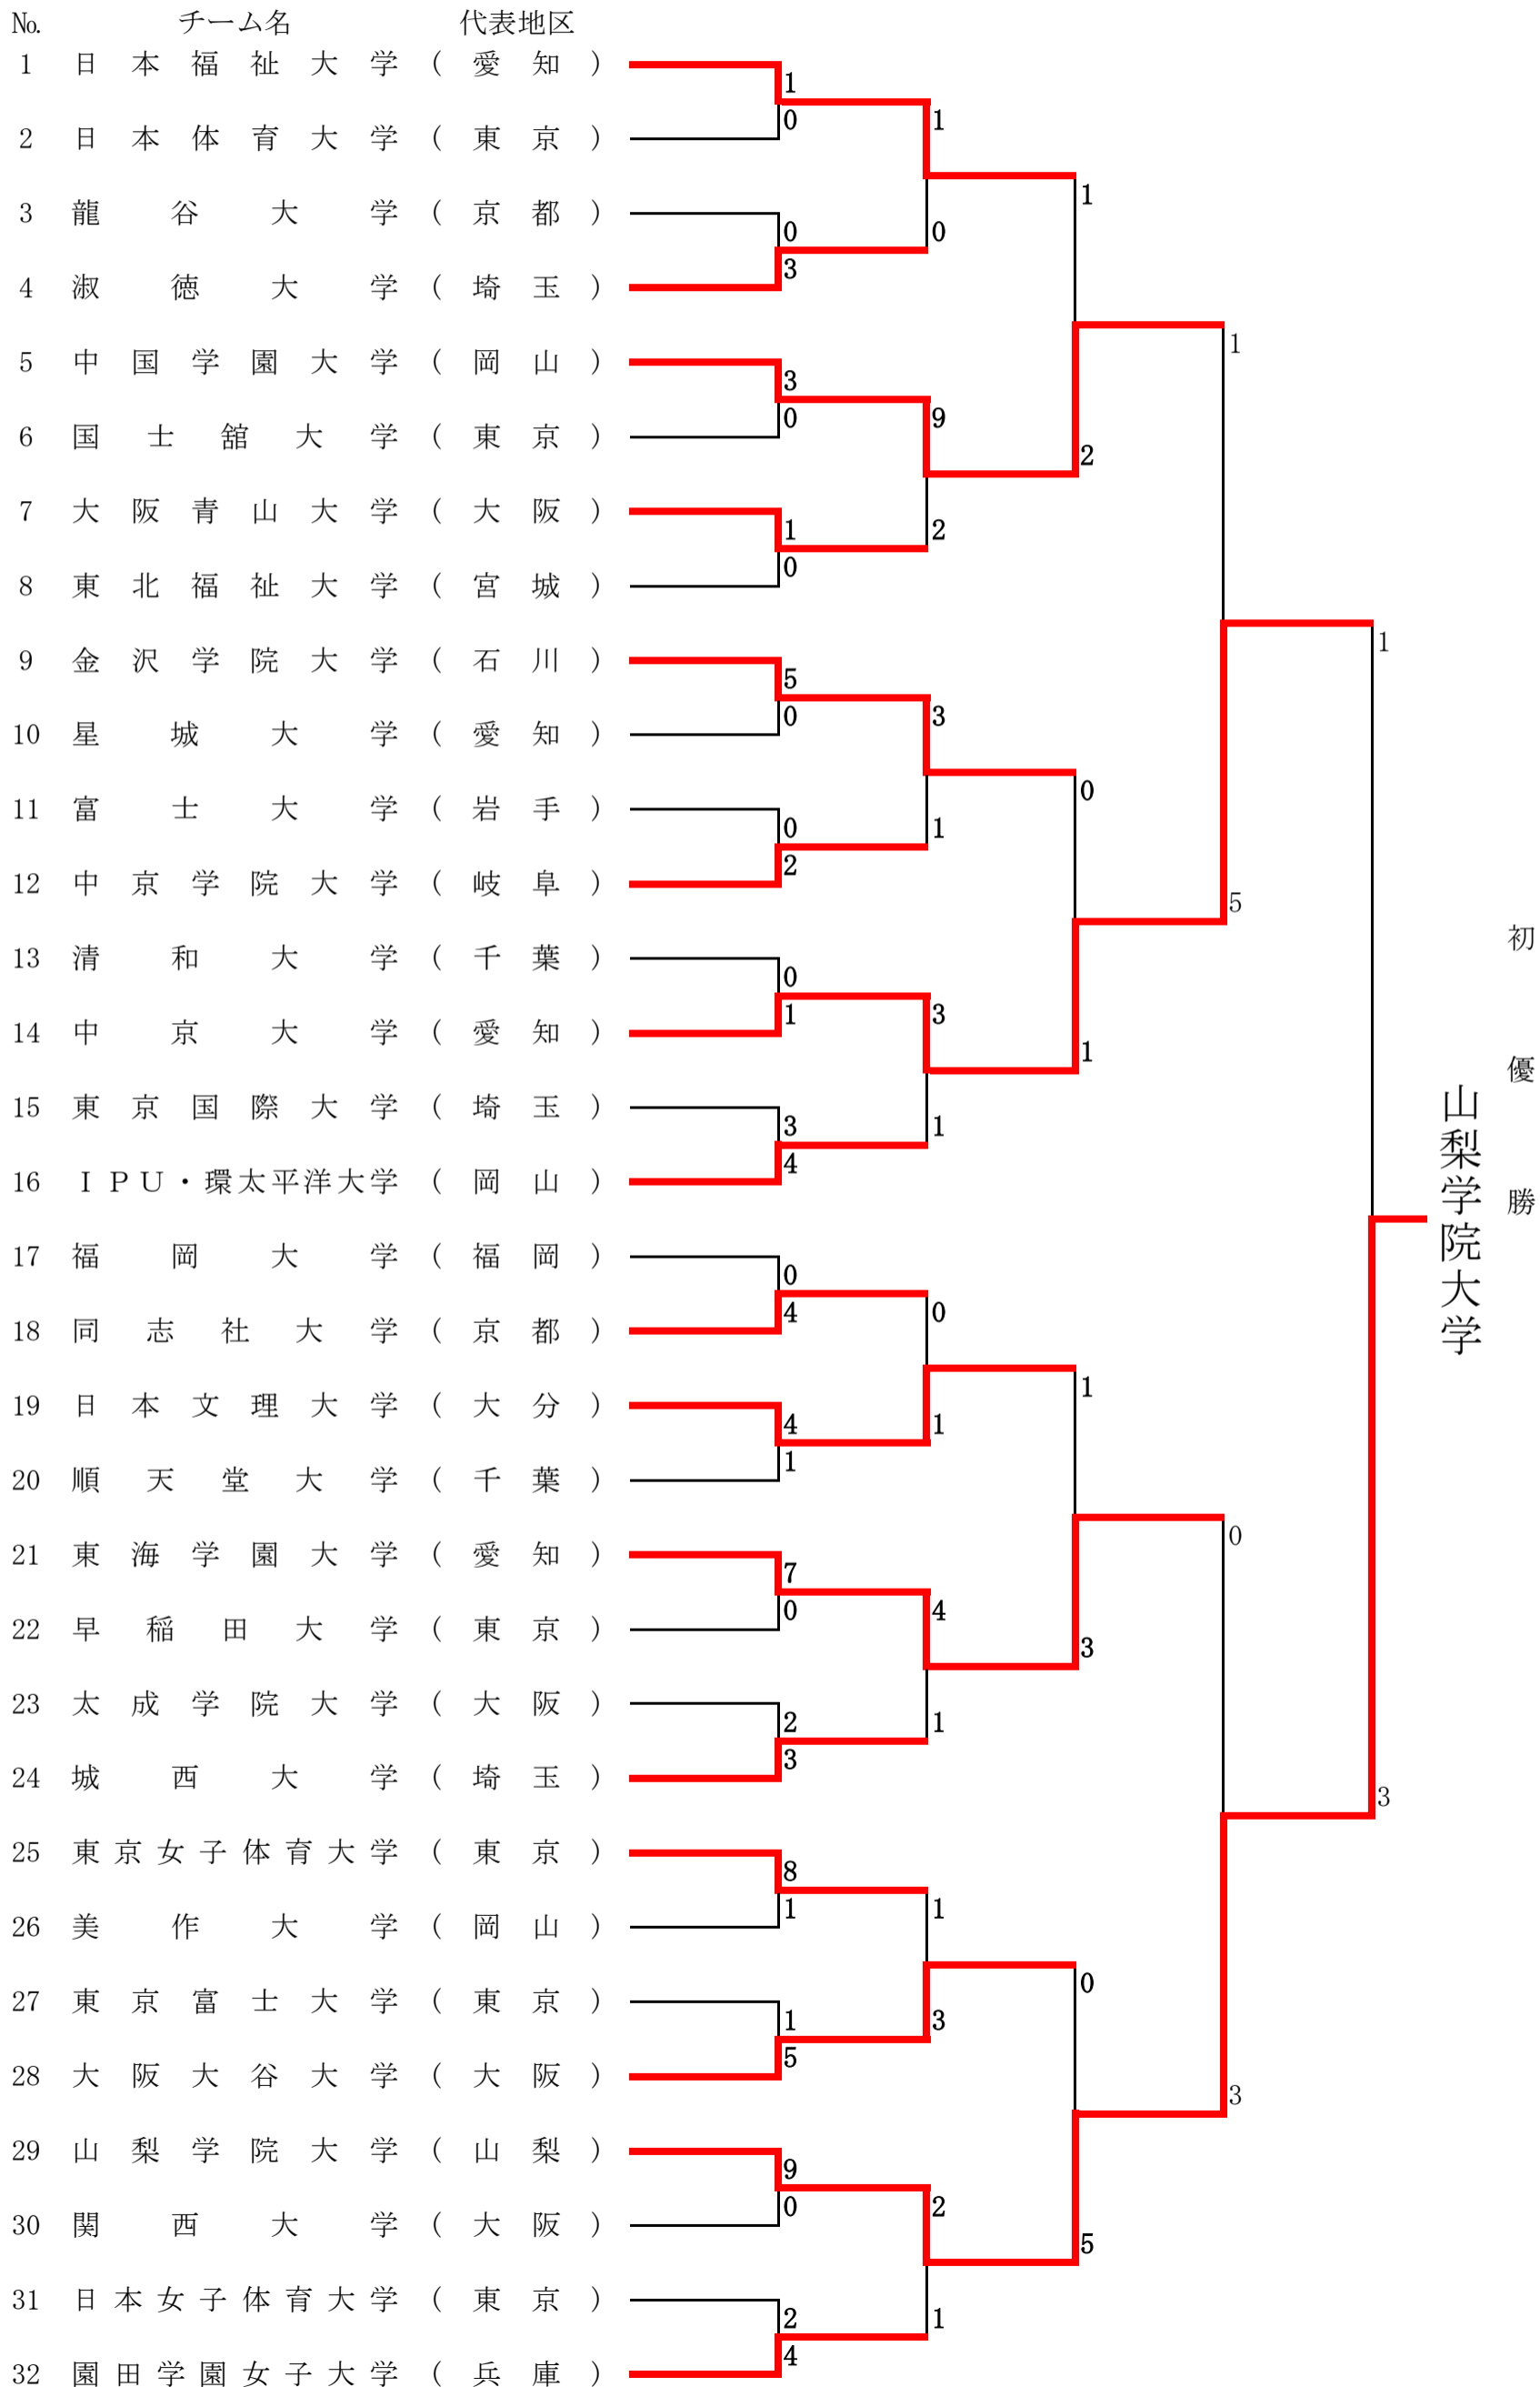 No. チーム名 代表地区
1 日本福祉大学 (愛知)
2 日本体育大学 (東京)
3 龍谷大学 (京都)
4 淑徳大学 (埼玉)
5 中国学園大学 (岡山)
6 国士舘大学 (東京)
7 大阪青山大学 (大阪)
8 東北福祉大学 (宮城)
9 金沢学院大学 (石川)
10 星城大学 (愛知)
11 富士大学 (岩手)
12 中京学院大学 (岐阜)
13 清和大学 (千葉)
14 中京大学 (愛知)
15 東京国際大学 (埼玉)
16 ＩＰＵ・環太平洋大学 (岡山)
17 福岡大学 (福岡)
18 同志社大学 (京都)
19 日本文理大学 (大分)
20 順天堂大学 (千葉)
21 東海学園大学 (愛知)
22 早稲田大学 (東京)
23 太成学院大学 (大阪)
24 城西大学 (埼玉)
25 東京女子体育大学 (東京)
26 美作大学 (岡山)
27 東京富士大学 (東京)
28 大阪大谷大学 (大阪)
29 山梨学院大学 (山梨)
30 関西大学 (大阪)
31 日本女子体育大学 (東京)
32 園田学園女子大学 (兵庫)
1
0
0
3
3
0
1
0
5
0
0
2
0
1
3
4
0
4
4
1
7
0
2
3
8
1
1
5
9
0
2
4
1
0
9
2
3
1
3
1
0
1
4
1
1
3
2
1
1
2
0
1
1
3
0
5
1
5
0
3
1
3
山梨学院大学
初優勝